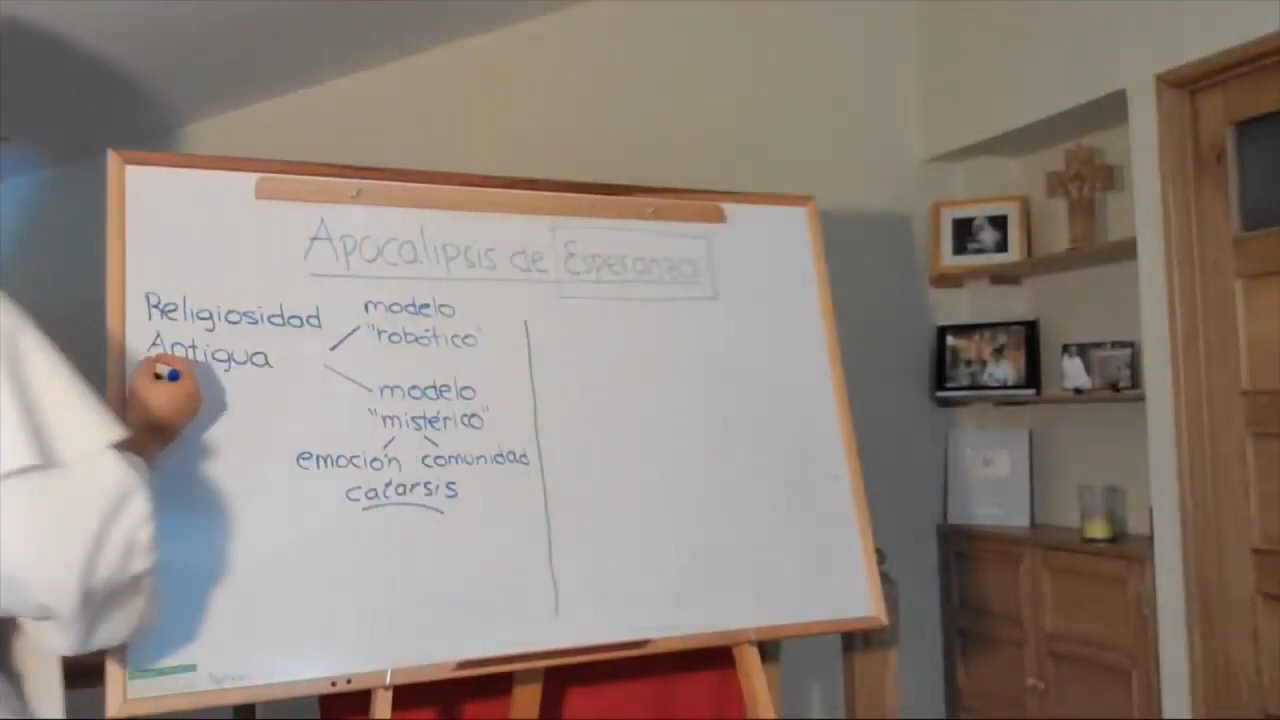 Apocalipsis de Esperanza
Religiosidad
Antigua
modelo
"robótico"
modelo
"mistérico"
emoción comunidad
catarsis